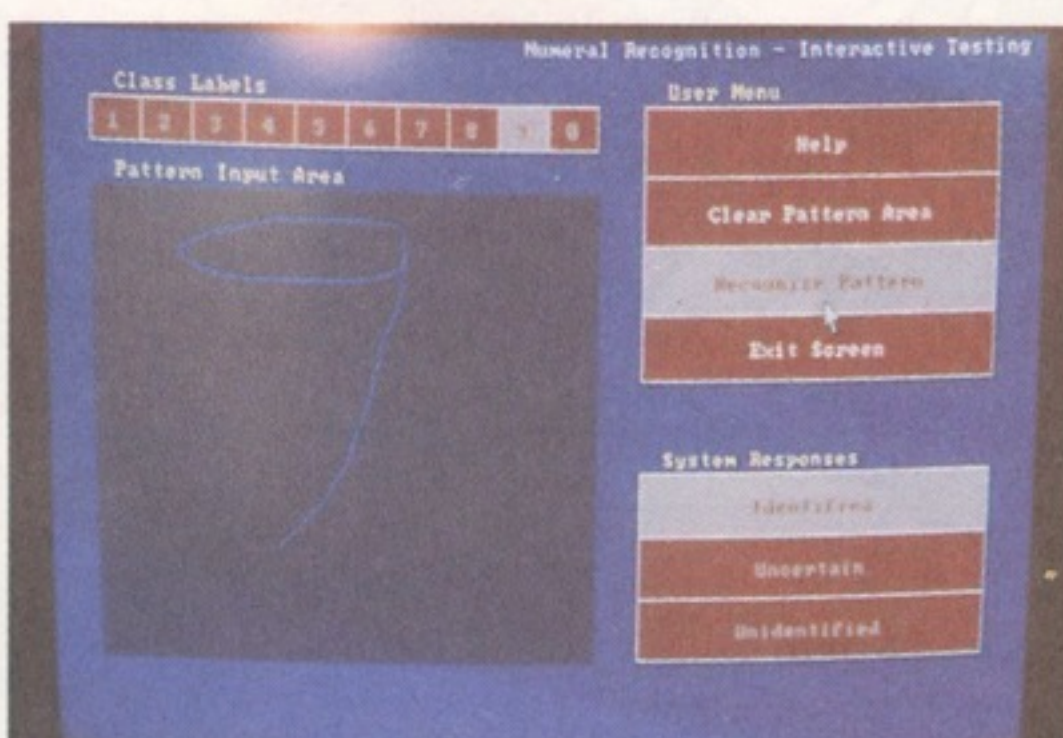 Numeral Recognition - Interactive Testing
Class Labels
1 2 3 4 5 6 7 8 9 0
Pattern Input Area
User Menu
Help
Clear Pattern Area
Recognize Pattern
Exit Screen
System Responses
Identified
Uncertain
Unidentified